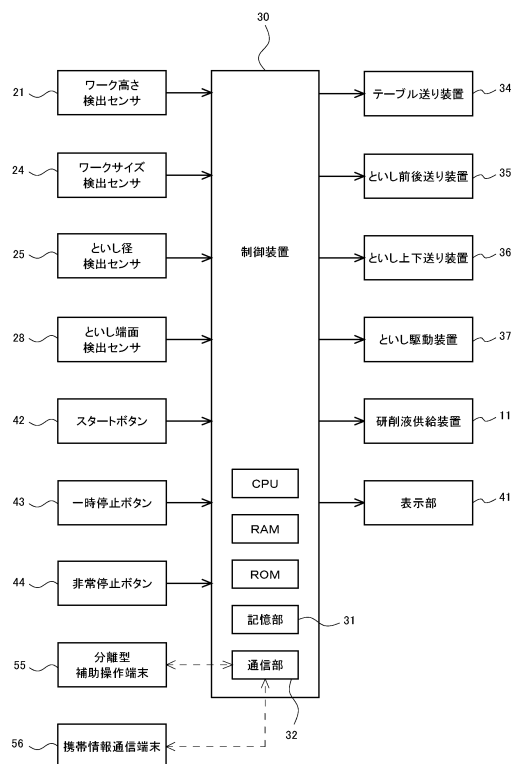 30
21
ワーク高さ
検出センサ
24
ワークサイズ
検出センサ
25
といし径
検出センサ
28
といし端面
検出センサ
42
スタートボタン
43
一時停止ボタン
44
非常停止ボタン
55
分離型
補助操作端末
56
携帯情報通信端末
制御装置
CPU
RAM
ROM
記憶部
31
通信部
32
テーブル送り装置
34
といし前後送り装置
35
といし上下送り装置
36
といし駆動装置
37
研削液供給装置
11
表示部
41